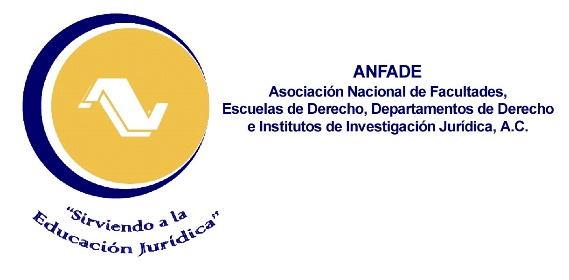 ANFADE
Asociación Nacional de Facultades,
Escuelas de Derecho, Departamentos de Derecho
e Institutos de Investigación Jurídica, A.C.
"Sirviendo a la
Educación Jurídica"